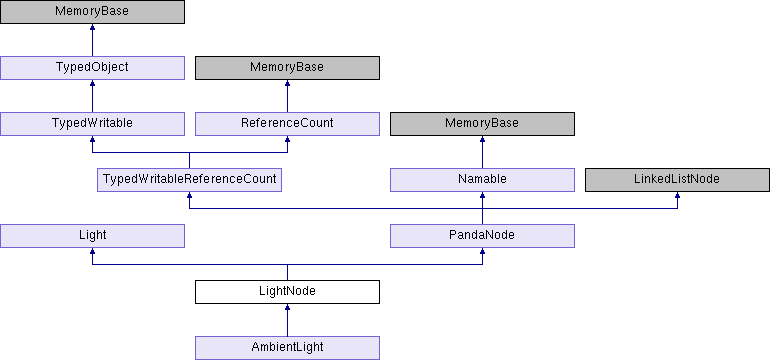 MemoryBase
TypedObject
MemoryBase
TypedWritable
ReferenceCount
MemoryBase
TypedWritableReferenceCount
Namable
LinkedListNode
Light
PandaNode
LightNode
AmbientLight